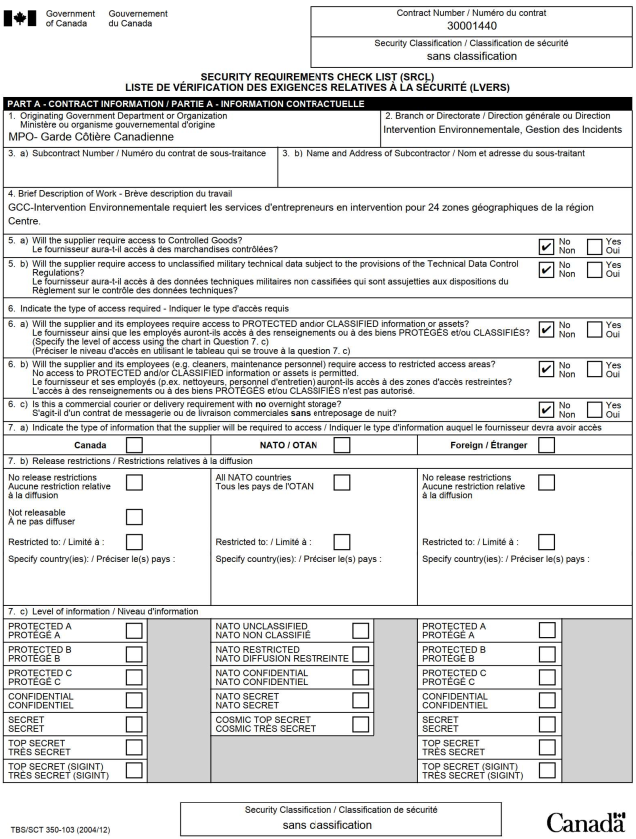 Government of Canada
Gouvernement du Canada
Contract Number / Numéro du contrat
30001440
Security Classification / Classification de sécurité
sans classification
SECURITY REQUIREMENTS CHECK LIST (SRCL)
LISTE DE VÉRIFICATION DES EXIGENCES RELATIVES À LA SÉCURITÉ (LVERS)
PART A - CONTRACT INFORMATION / PARTIE A - INFORMATION CONTRACTUELLE
1. Originating Government Department or Organization
Ministère ou organisme gouvernemental d'origine
MPO- Garde Côtière Canadienne
2. Branch or Directorate / Direction générale ou Direction
Intervention Environnementale, Gestion des Incidents
3. a) Subcontract Number / Numéro du contrat de sous-traitance
3. b) Name and Address of Subcontractor / Nom et adresse du sous-traitant
4. Brief Description of Work - Brève description du travail
GCC-Intervention Environnementale requiert les services d'entrepreneurs en intervention pour 24 zones géographiques de la région
Centre.
5. a) Will the supplier require access to Controlled Goods?
Le fournisseur aura-t-il accès à des marchandises contrôlées?
✔ No Non
Yes Oui
5. b) Will the supplier require access to unclassified military technical data subject to the provisions of the Technical Data Control
Regulations?
Le fournisseur aura-t-il accès à des données techniques militaires non classifiées qui sont assujetties aux dispositions du
Règlement sur le contrôle des données techniques?
✔ No Non
Yes Oui
6. Indicate the type of access required - Indiquer le type d'accès requis
6. a) Will the supplier and its employees require access to PROTECTED and/or CLASSIFIED information or assets?
Le fournisseur ainsi que les employés auront-ils accès à des renseignements ou à des biens PROTÉGÉS et/ou CLASSIFIÉS?
(Specify the level of access using the chart in Question 7. c)
(Préciser le niveau d'accès en utilisant le tableau qui se trouve à la question 7. c)
✔ No Non
Yes Oui
6. b) Will the supplier and its employees (e.g. cleaners, maintenance personnel) require access to restricted access areas?
No access to PROTECTED and/or CLASSIFIED information or assets is permitted.
Le fournisseur et ses employés (p.ex. nettoyeurs, personnel d'entretien) auront-ils accès à des zones d'accès restreintes?
L'accès à des renseignements ou à des biens PROTÉGÉS et/ou CLASSIFIÉS n'est pas autorisé.
✔ No Non
Yes Oui
6. c) Is this a commercial courier or delivery requirement with no overnight storage?
S'agit-il d'un contrat de messagerie ou de livraison commerciales sans entreposage de nuit?
✔ No Non
Yes Oui
7. a) Indicate the type of information that the supplier will be required to access / Indiquer le type d'information auquel le fournisseur devra avoir accès
Canada
NATO / OTAN
Foreign / Étranger
7. b) Release restrictions / Restrictions relatives à la diffusion
No release restrictions
Aucune restriction relative
à la diffusion
Not releasable
À ne pas diffuser
Restricted to: / Limité à :
Specify country(ies): / Préciser le(s) pays :
All NATO countries
Tous les pays de l'OTAN
Restricted to: / Limité à :
Specify country(ies): / Préciser le(s) pays :
No release restrictions
Aucune restriction relative
à la diffusion
Restricted to: / Limité à :
Specify country(ies): / Préciser le(s) pays :
7. c) Level of information / Niveau d'information
PROTECTED A
PROTÉGÉ A
PROTECTED B
PROTÉGÉ B
PROTECTED C
PROTÉGÉ C
CONFIDENTIAL
CONFIDENTIEL
SECRET
SECRET
TOP SECRET
TRÈS SECRET
TOP SECRET (SIGINT)
TRÈS SECRET (SIGINT)
NATO UNCLASSIFIED
NATO NON CLASSIFIÉ
NATO RESTRICTED
NATO DIFFUSION RESTREINTE
NATO CONFIDENTIAL
NATO CONFIDENTIEL
NATO SECRET
NATO SECRET
COSMIC TOP SECRET
COSMIC TRÈS SECRET
PROTECTED A
PROTÉGÉ A
PROTECTED B
PROTÉGÉ B
PROTECTED C
PROTÉGÉ C
CONFIDENTIAL
CONFIDENTIEL
SECRET
SECRET
TOP SECRET
TRÈS SECRET
TOP SECRET (SIGINT)
TRÈS SECRET (SIGINT)
TBS/SCT 350-103 (2004/12)
Security Classification / Classification de sécurité
sans classification
Canada